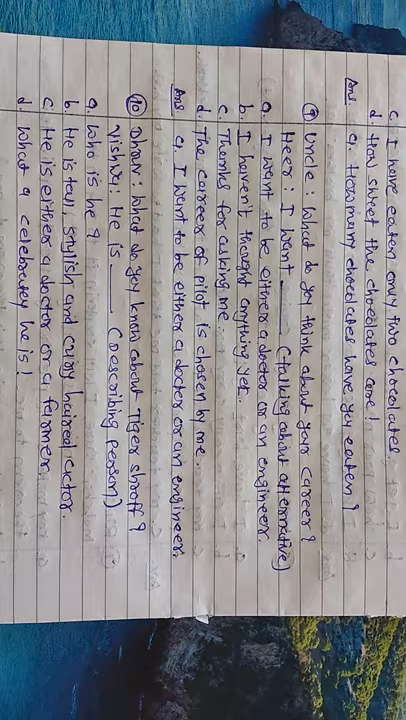 c. I have eaten only two chocolates.
d. How sweet the chocolates are!
Ans a. How many chocolates have you eaten?
⑨ Uncle: What do you think about your career?
Heer: I want ___ (talking about alternative)
a. I want to be either a doctor or an engineer
b. I haven't thought anything yet.
c. Thanks for asking me.
d. The career of pilot is chosen by me.
Ans a. I want to be either a doctor or an engineer.
⑩ Dhruv: What do you know about Tiger shroff?
Vishv: He is ___ (Describing person)
a. Who is he?
b. He is tall, stylish and curly haired actor.
c. He is either a doctor or a farmer
d What a celebratey he is!